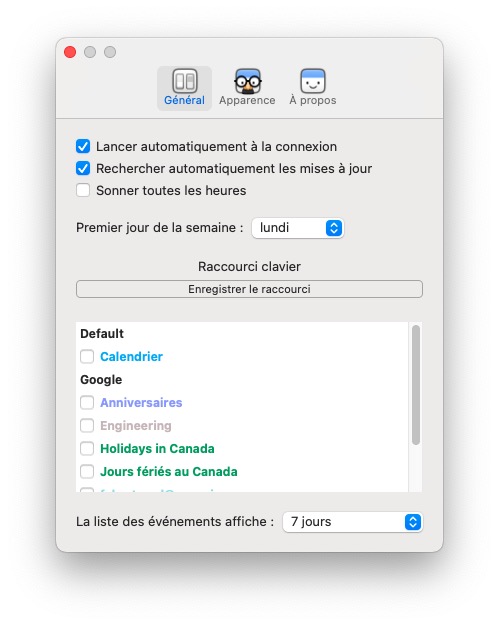 Général Apparence À propos
Lancer automatiquement à la connexion
Rechercher automatiquement les mises à jour
Sonner toutes les heures
Premier jour de la semaine : lundi
Raccourci clavier
Enregistrer le raccourci
Default
Calendrier
Google
Anniversaires
Engineering
Holidays in Canada
Jours fériés au Canada
La liste des événements affiche : 7 jours